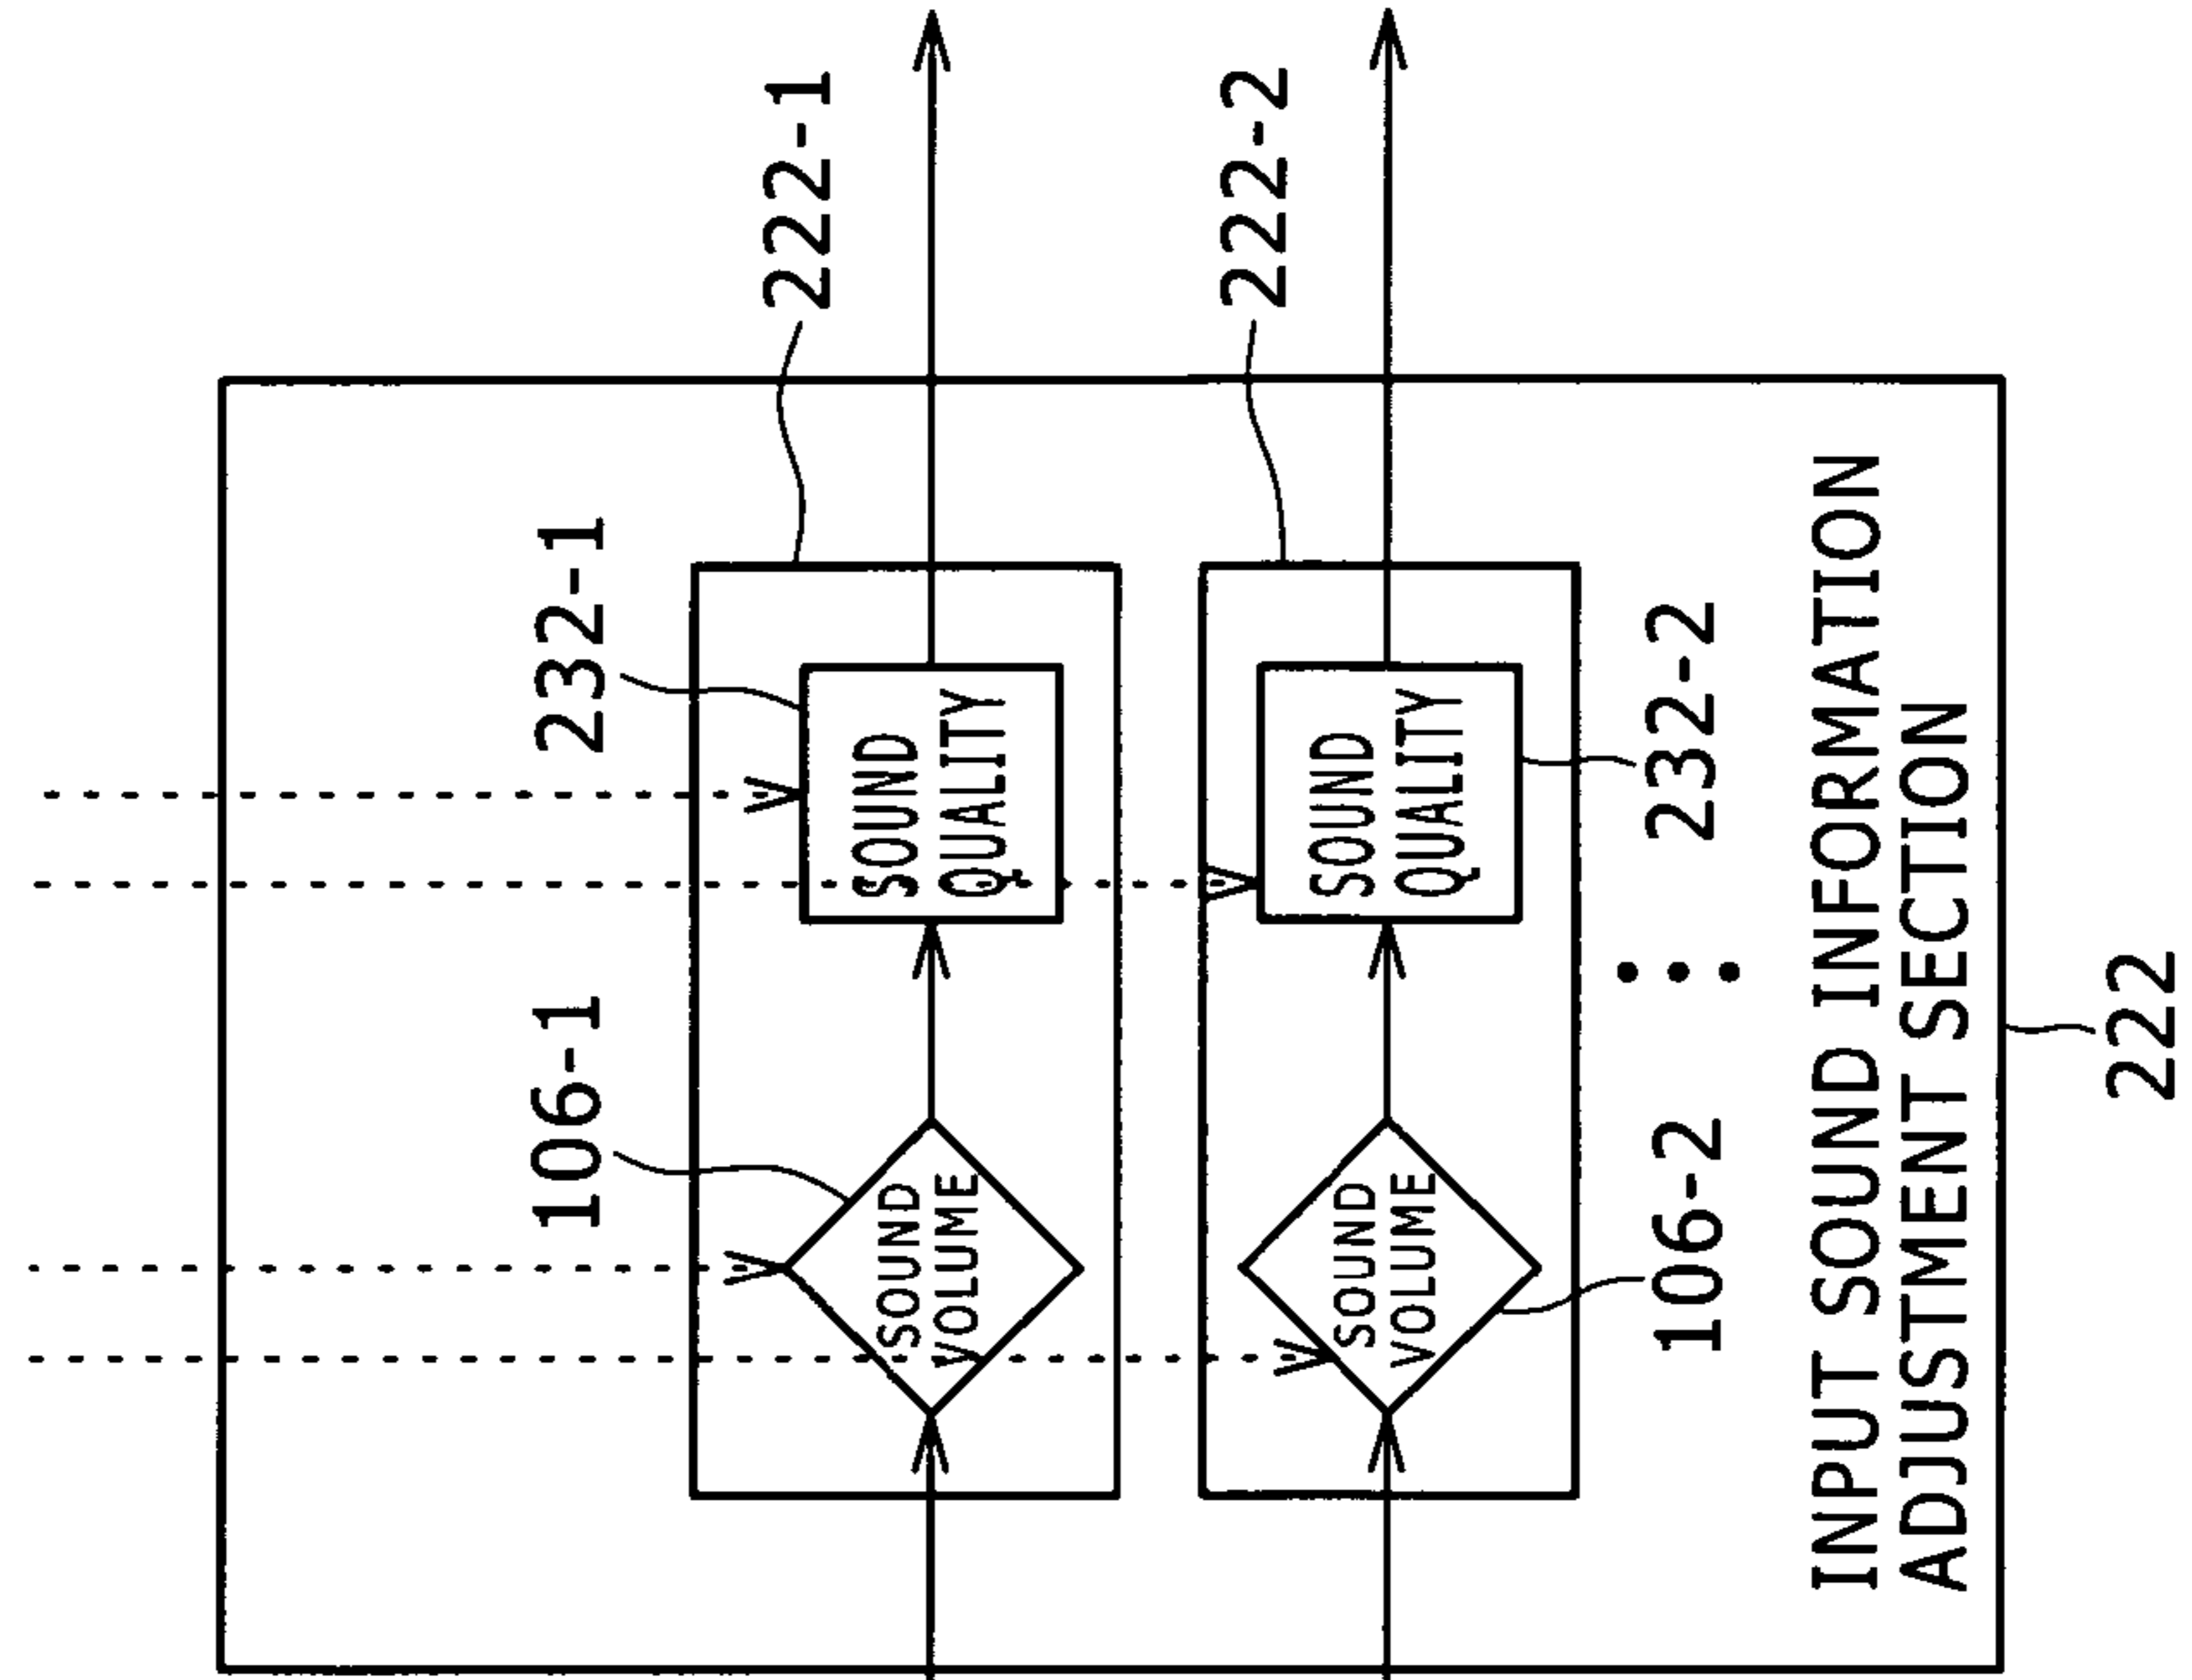 222-1
222-2
232-1
SOUND
QUALITY
SOUND
QUALITY
232-2
106-1
SOUND
VOLUME
SOUND
VOLUME
106-2
INPUT SOUND INFORMATION
ADJUSTMENT SECTION
222